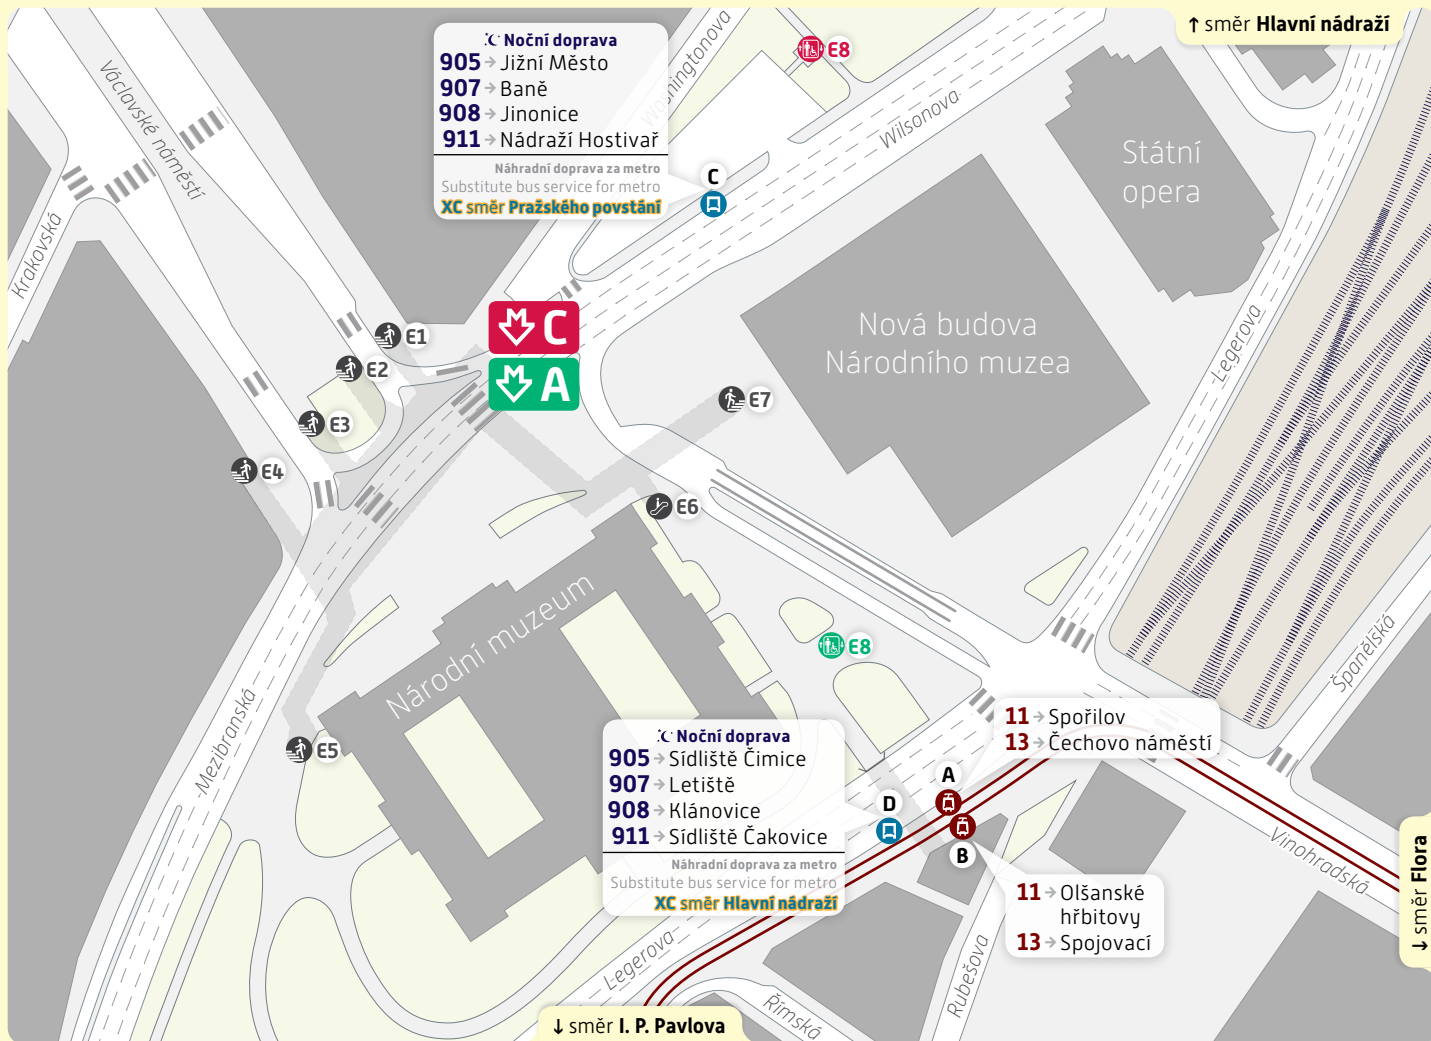 ↑ směr Hlavní nádraží
Noční doprava
905 → Jižní Město
907 → Baně
908 → Jinonice
911 → Nádraží Hostivař
Náhradní doprava za metro
Substitute bus service for metro
XC směr Pražského povstání
C
E8
Washingtonova
Wilsonova
Václavské náměstí
Krakovská
Státní
opera
Legerova
Nová budova
Národního muzea
C
A
E1
E2
E3
E4
E7
E6
E5
Národní muzeum
Mezibranská
E8
Španělská
Noční doprava
905 → Sídliště Čimice
907 → Letiště
908 → Klánovice
911 → Sídliště Čakovice
Náhradní doprava za metro
Substitute bus service for metro
XC směr Hlavní nádraží
D
A
B
11 → Spořilov
13 → Čechovo náměstí
11 → Olšanské
hřbitovy
13 → Spojovací
Vinohradská
Legerova
Rubešova
Římská
↓ směr I. P. Pavlova
↓ směr Flora